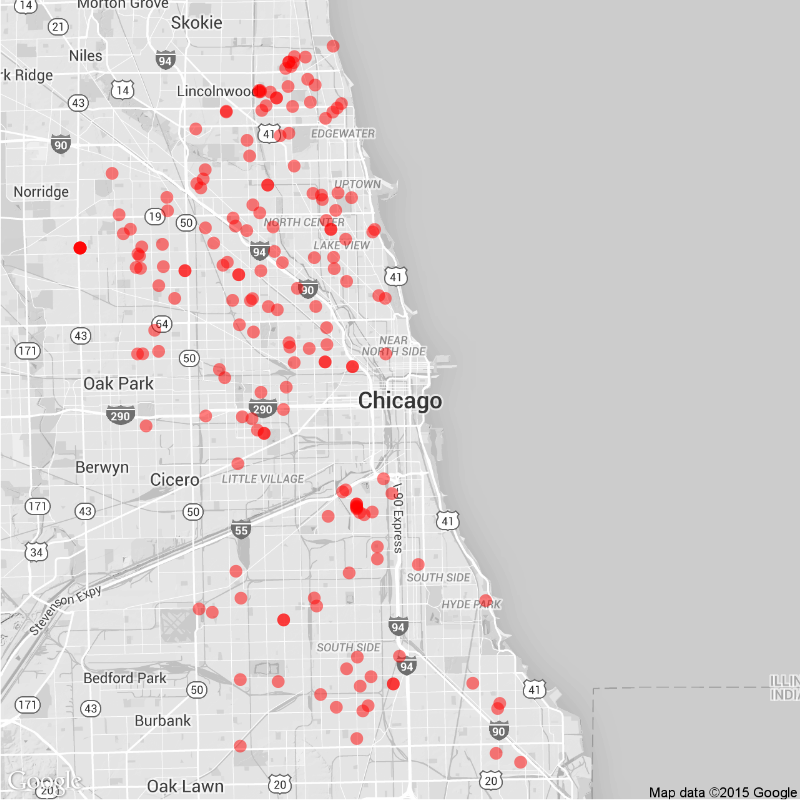 Morton Grove
14
21
Skokie
Niles
94
rk Ridge
14
Lincolnwood
43
41
EDGEWATER
90
Norridge
UPTOWN
19
50
NORTH CENTER
LAKE VIEW
94
41
90
64
43
NEAR
NORTH SIDE
171
50
Oak Park
Chicago
290
290
Berwyn
Cicero
LITTLE VILLAGE
171
43
50
I-90 Express
41
55
34
SOUTH SIDE
Stevenson Expy
HYDE PARK
94
SOUTH SIDE
94
Bedford Park
50
41
ILLIN
INDIA
171
43
Burbank
90
Google
Oak Lawn
20
20
20
Map data ©2015 Google